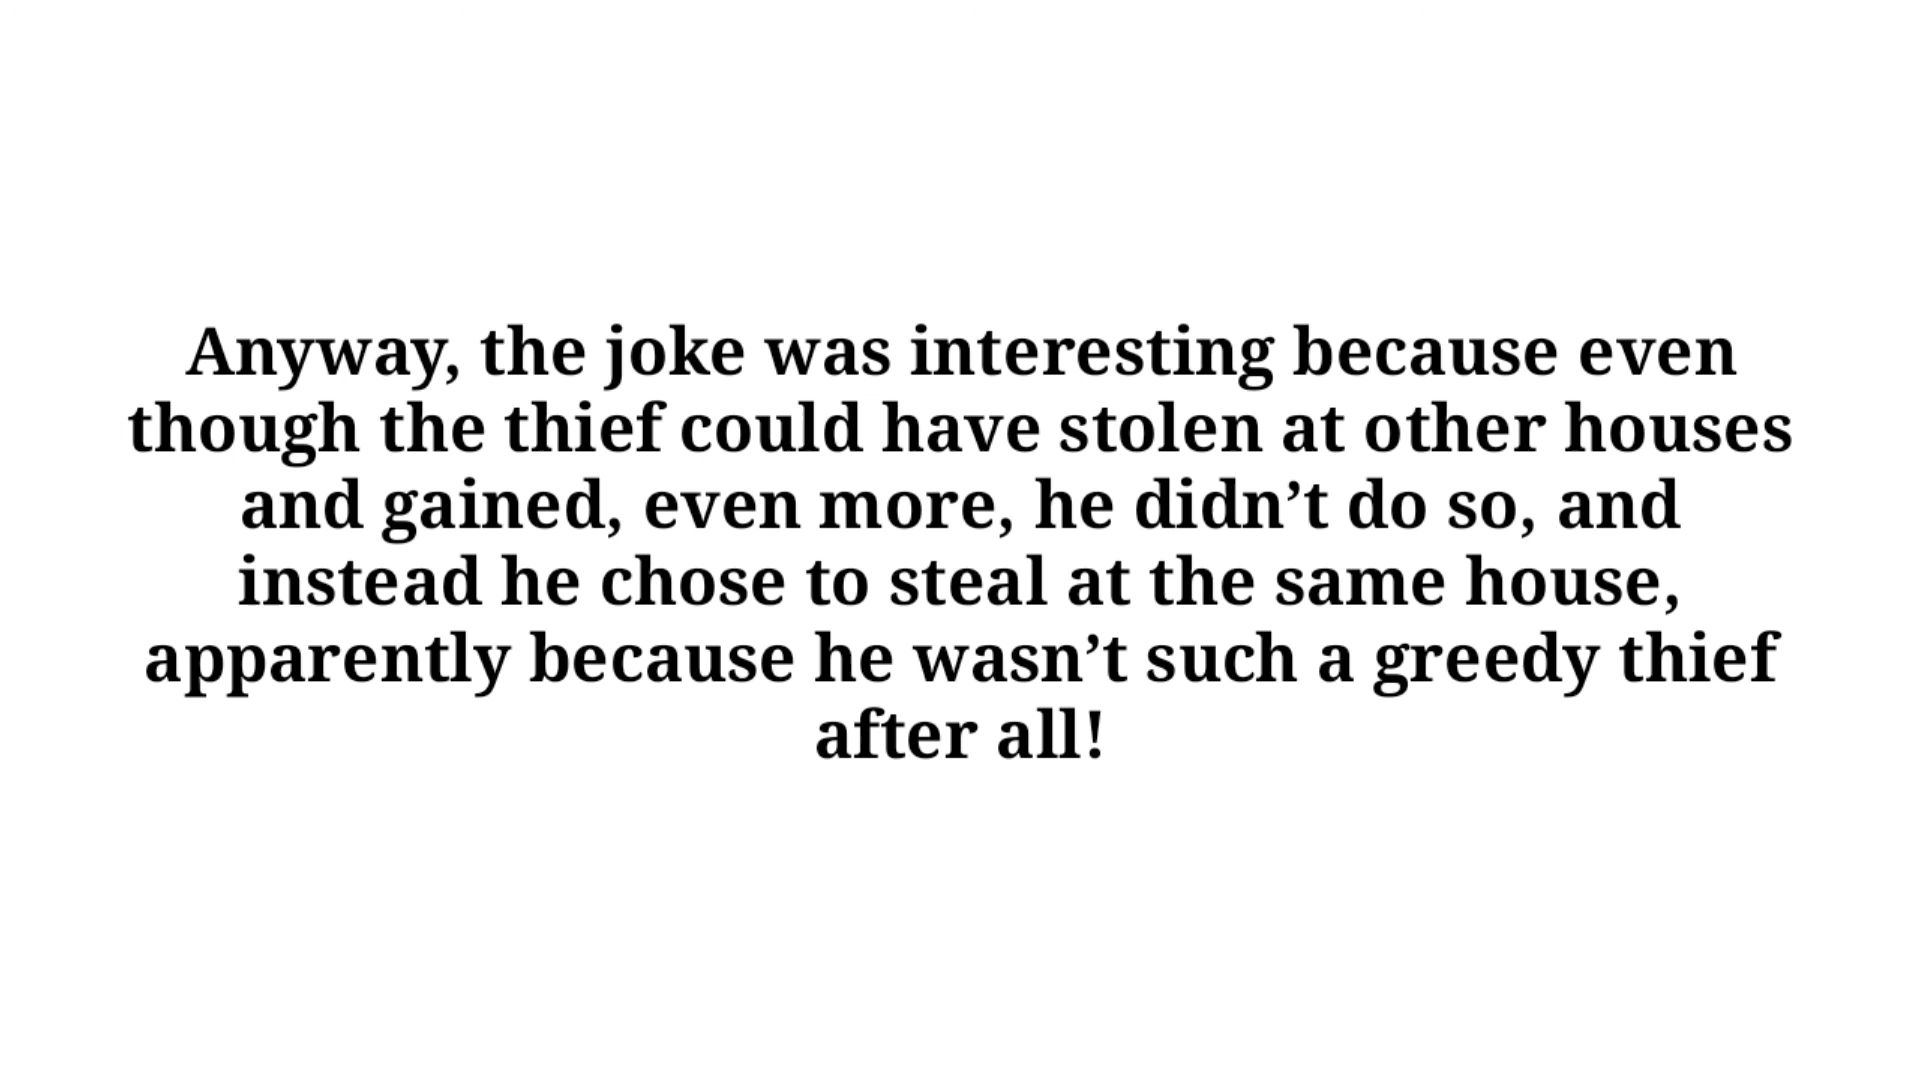 Anyway, the joke was interesting because even
though the thief could have stolen at other houses
and gained, even more, he didn’t do so, and
instead he chose to steal at the same house,
apparently because he wasn’t such a greedy thief
after all!